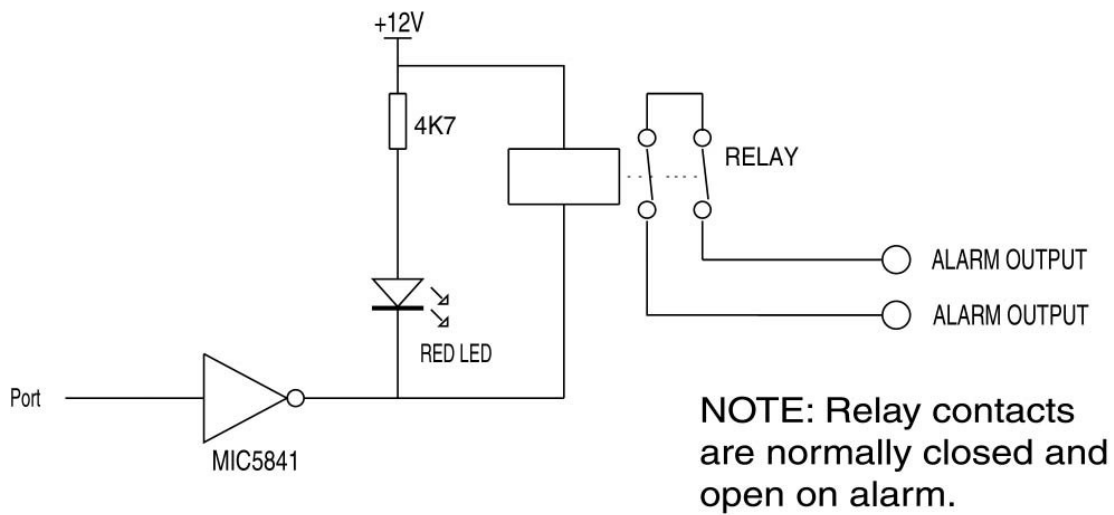 +12V
4K7
RELAY
ALARM OUTPUT
ALARM OUTPUT
RED LED
Port
MIC5841
NOTE: Relay contacts
are normally closed and
open on alarm.